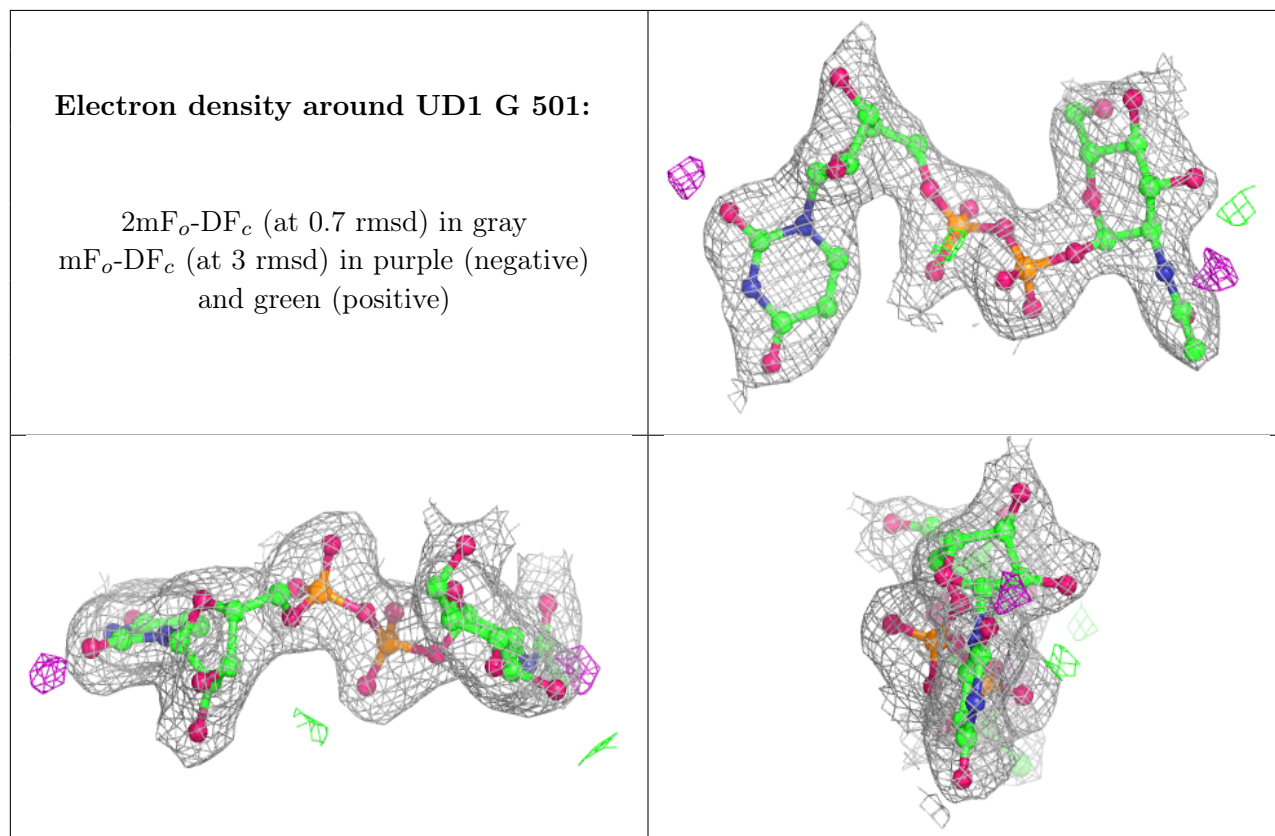 Electron density around UD1 G 501:
2mFo-DFc (at 0.7 rmsd) in gray
mFo-DFc (at 3 rmsd) in purple (negative)
and green (positive)